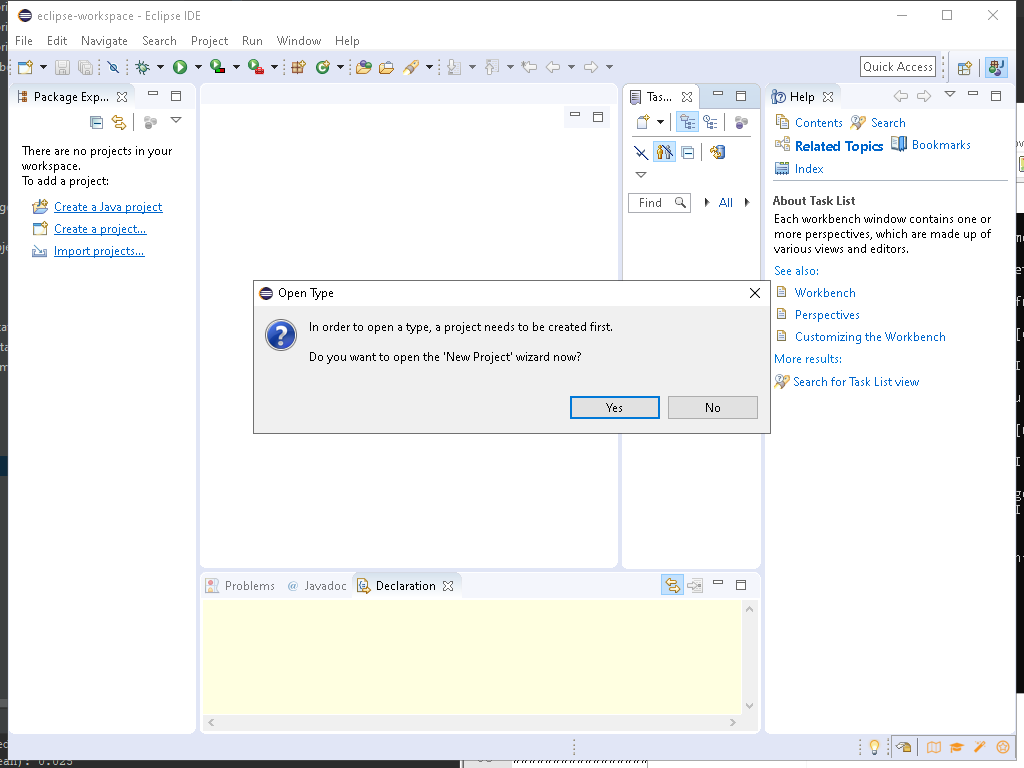 eclipse-workspace - Eclipse IDE
File Edit Navigate Search Project Run Window Help
Quick Access
Package Exp...
There are no projects in your
workspace.
To add a project:
Create a Java project
Create a project...
Import projects...
Tas...
Find
All
Help
Contents Search
Related Topics Bookmarks
Index
About Task List
Each workbench window contains one or
more perspectives, which are made up of
various views and editors.
See also:
Workbench
Perspectives
Customizing the Workbench
More results:
Search for Task List view
Open Type
In order to open a type, a project needs to be created first.
Do you want to open the 'New Project' wizard now?
Yes No
Problems @ Javadoc Declaration